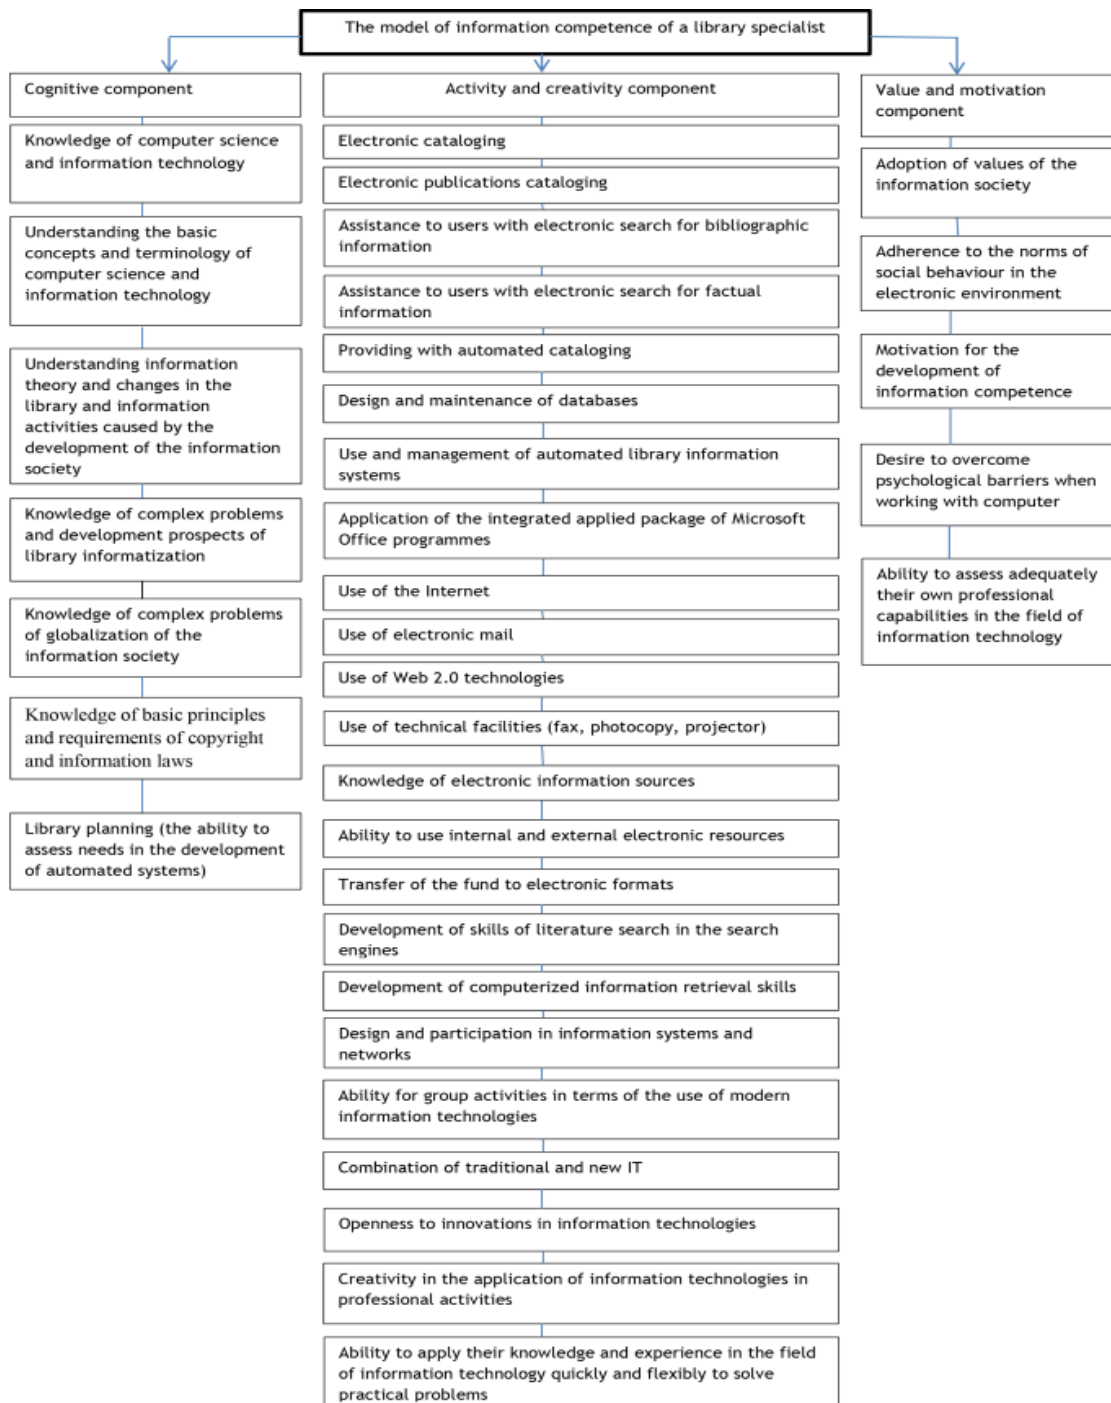 The model of information competence of a library specialist
Cognitive component
Knowledge of computer science
and information technology
Understanding the basic
concepts and terminology of
computer science and
information technology
Understanding information
theory and changes in the
library and information
activities caused by the
development of the information
society
Knowledge of complex problems
and development prospects of
library informatization
Knowledge of complex problems
of globalization of the
information society
Knowledge of basic principles
and requirements of copyright
and information laws
Library planning (the ability to
assess needs in the development
of automated systems)
Activity and creativity component
Electronic cataloging
Electronic publications cataloging
Assistance to users with electronic search for bibliographic
information
Assistance to users with electronic search for factual
information
Providing with automated cataloging
Design and maintenance of databases
Use and management of automated library information
systems
Application of the integrated applied package of Microsoft
Office programmes
Use of the Internet
Use of electronic mail
Use of Web 2.0 technologies
Use of technical facilities (fax, photocopy, projector)
Knowledge of electronic information sources
Ability to use internal and external electronic resources
Transfer of the fund to electronic formats
Development of skills of literature search in the search
engines
Development of computerized information retrieval skills
Design and participation in information systems and
networks
Ability for group activities in terms of the use of modern
information technologies
Combination of traditional and new IT
Openness to innovations in information technologies
Creativity in the application of information technologies in
professional activities
Ability to apply their knowledge and experience in the field
of information technology quickly and flexibly to solve
practical problems
Value and motivation
component
Adoption of values of the
information society
Adherence to the norms of
social behaviour in the
electronic environment
Motivation for the
development of
information competence
Desire to overcome
psychological barriers when
working with computer
Ability to assess adequately
their own professional
capabilities in the field of
information technology